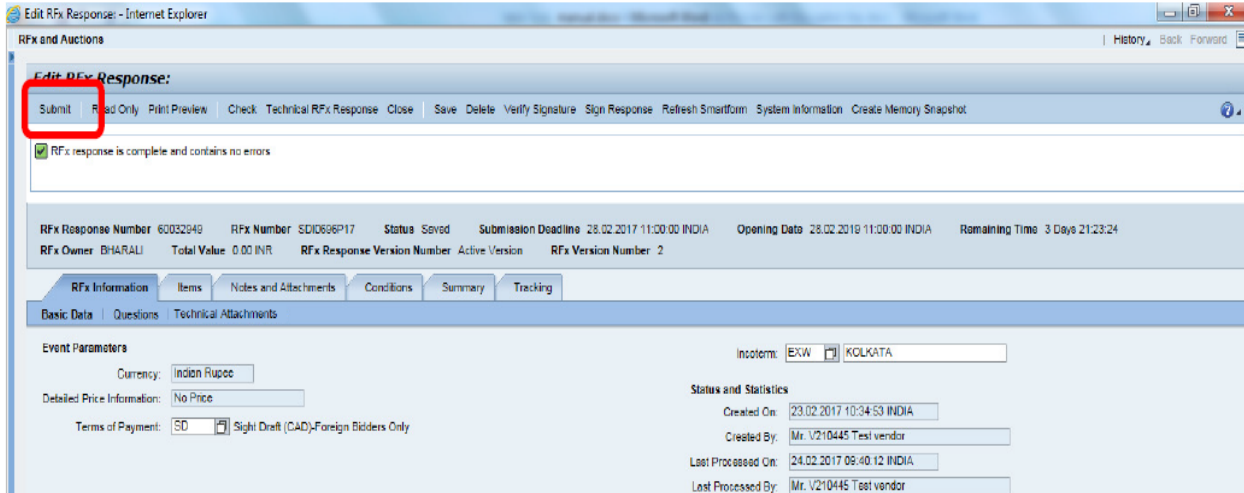 Edit RFx Response: - Internet Explorer
RFx and Auctions
History Back Forward
Edit RFx Response:
Submit Read Only Print Preview Check Technical RFx Response Close Save Delete Verify Signature Sign Response Refresh Smartform System Information Create Memory Snapshot
RFx response is complete and contains no errors
RFx Response Number 60032949 RFx Number SDI0696P17 Status Saved Submission Deadline 28.02.2017 11:00:00 INDIA Opening Date 28.02.2019 11:00:00 INDIA Remaining Time 3 Days 21:23:24
RFx Owner BHARALI Total Value 0.00 INR RFx Response Version Number Active Version RFx Version Number 2
RFx Information Items Notes and Attachments Conditions Summary Tracking
Basic Data Questions Technical Attachments
Event Parameters
Incoterm: EXW KOLKATA
Currency: Indian Rupee
Status and Statistics
Detailed Price Information: No Price
Created On: 23.02.2017 10:34:53 INDIA
Terms of Payment: SD Sight Draft (CAD)-Foreign Bidders Only
Created By: Mr. V210445 Test vendor
Last Processed On: 24.02.2017 09:40:12 INDIA
Last Processed By: Mr. V210445 Test vendor